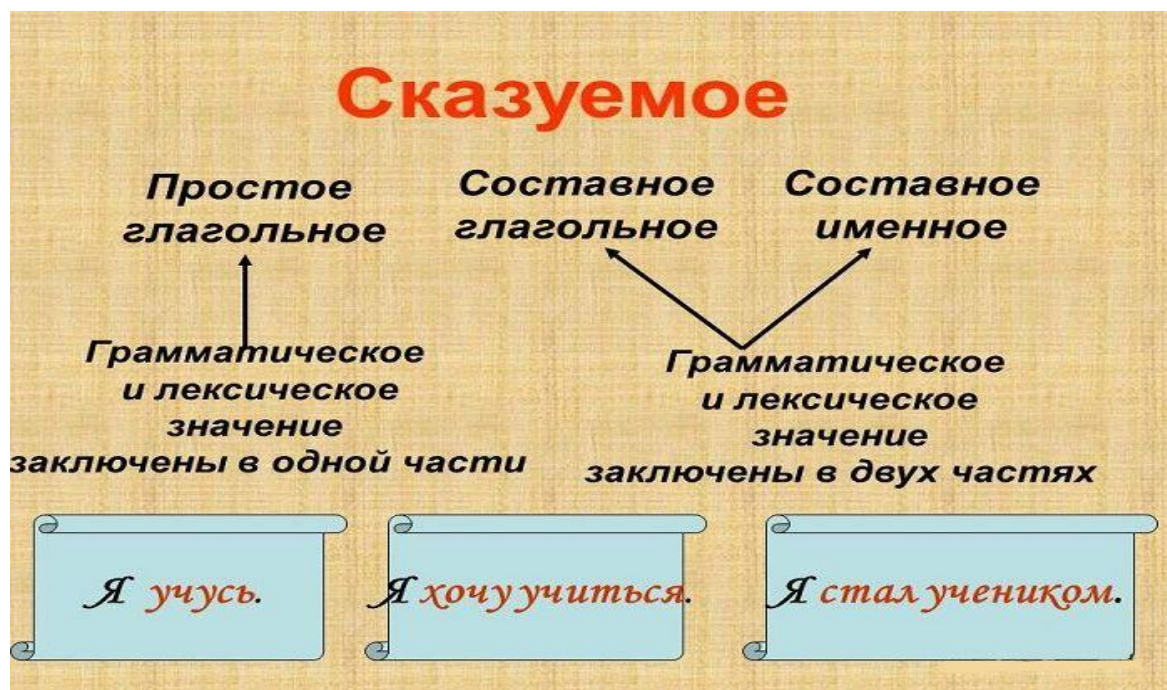 Сказуемое
Простое
глагольное
Составное
глагольное
Составное
именное
Грамматическое
и лексическое
значение
заключены в одной части
Грамматическое
и лексическое
значение
заключены в двух частях
Я учусь.
Я хочу учиться.
Я стал учеником.